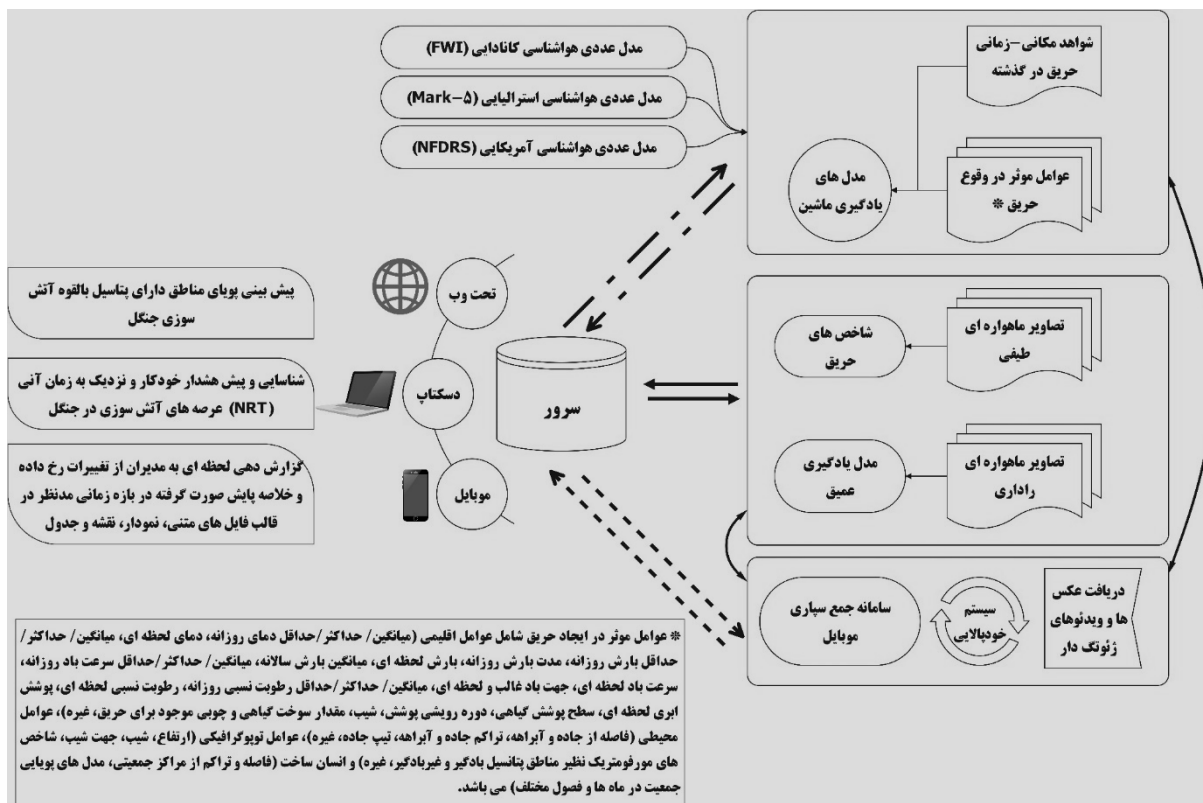 مدل عددی هواشناسی کانادایی (FWI)
مدل عددی هواشناسی استرالیایی (Mark-۵)
مدل عددی هواشناسی آمریکایی (NFDRS)
شواهد مکانی-زمانی
حریق در گذشته
عوامل موثر در وقوع
حریق *
مدل های
یادگیری ماشین
تصاویر ماهواره ای
طیفی
شاخص های
حریق
تصاویر ماهواره ای
راداری
مدل یادگیری
عمیق
دریافت عکس
ها و ویدئوهای
ژئوتگ دار
سیستم
خودپالایی
سامانه جمع سپاری
موبایل
سرور
تحت وب
دسکتاپ
موبایل
پیش بینی پویای مناطق دارای پتاسیل بالقوه آتش
سوزی جنگل
شناسایی و پیش هشدار خودکار و نزدیک به زمان آنی
(NRT) عرصه های آتش سوزی در جنگل
گزارش دهی لحظه ای به مدیران از تغییرات رخ داده
و خلاصه پایش صورت گرفته در بازه زمانی مدنظر در
قالب فایل های متنی، نمودار، نقشه و جدول
* عوامل موثر در ایجاد حریق شامل عوامل اقلیمی (میانگین/ حداکثر/حداقل دمای روزانه، دمای لحظه ای، میانگین/ حداکثر/
حداقل بارش روزانه، مدت بارش روزانه، بارش لحظه ای، میانگین بارش سالانه، میانگین/ حداکثر/حداقل سرعت باد روزانه،
سرعت باد لحظه ای، جهت باد غالب و لحظه ای، میانگین/ حداکثر/حداقل رطوبت نسبی روزانه، رطوبت نسبی لحظه ای، پوشش
ابری لحظه ای، سطح پوشش گیاهی، دوره رویشی پوشش، شیب، مقدار سوخت گیاهی و چوبی موجود برای حریق، غیره)، عوامل
محیطی (فاصله از جاده و آبراهه، تراکم جاده و آبراهه، تیپ جاده، غیره)، عوامل توپوگرافیکی (ارتفاع، شیب، جهت شیب، شاخص
های مورفومتریک نظیر مناطق پتانسیل بادگیر و غیربادگیر، غیره) و انسان ساخت (فاصله و تراکم از مراکز جمعیتی، مدل های پویایی
جمعیت در ماه ها و فصول مختلف) می باشد.